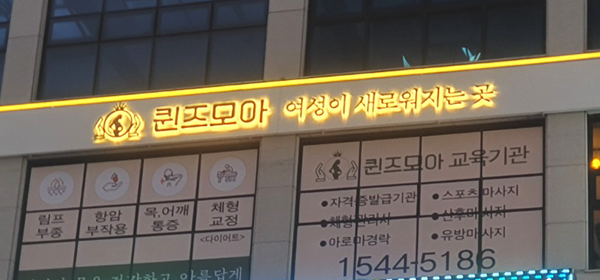 퀸즈모아 여성이 새로워지는 곳
림프
부종
항암
부작용
목,어깨
통증
체형
교정
<다이어트>
퀸즈모아 교육기관
•자격증발급기관
•체형관리사
•아로마경락
•스포츠마사지
•산후마사지
•유방마사지
1544-5186